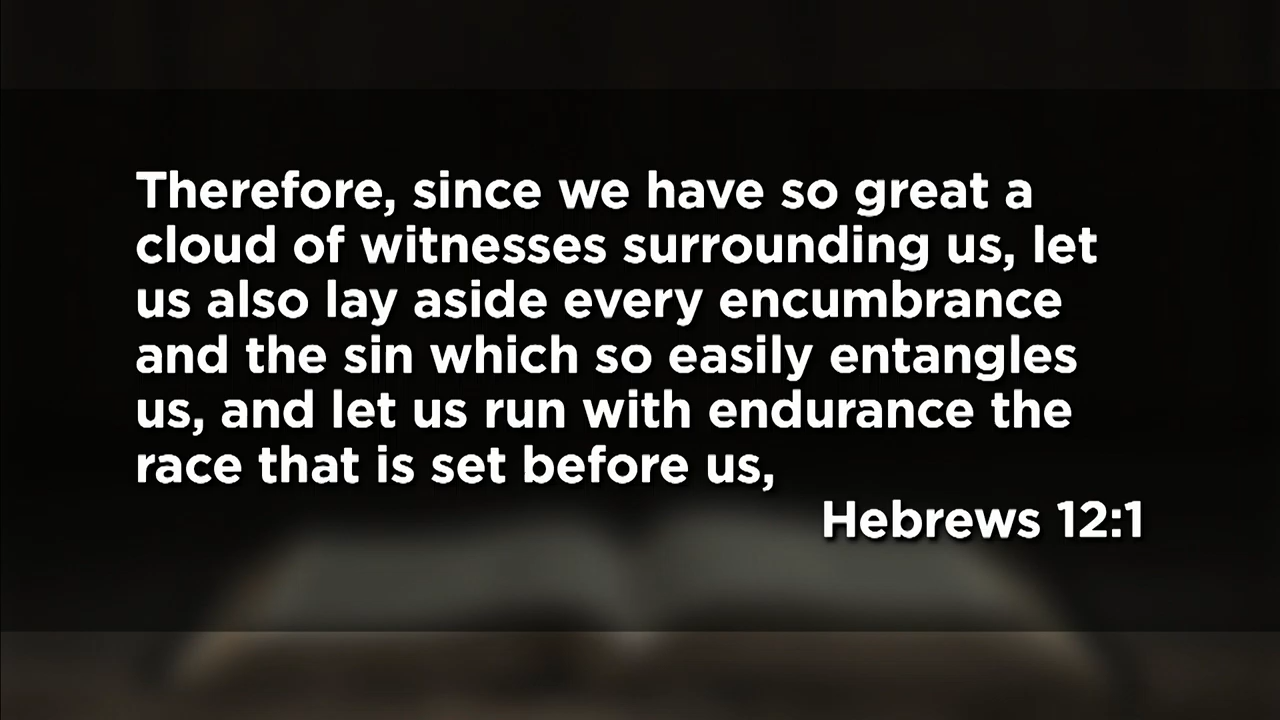 Therefore, since we have so great a
cloud of witnesses surrounding us, let
us also lay aside every encumbrance
and the sin which so easily entangles
us, and let us run with endurance the
race that is set before us,
Hebrews 12:1